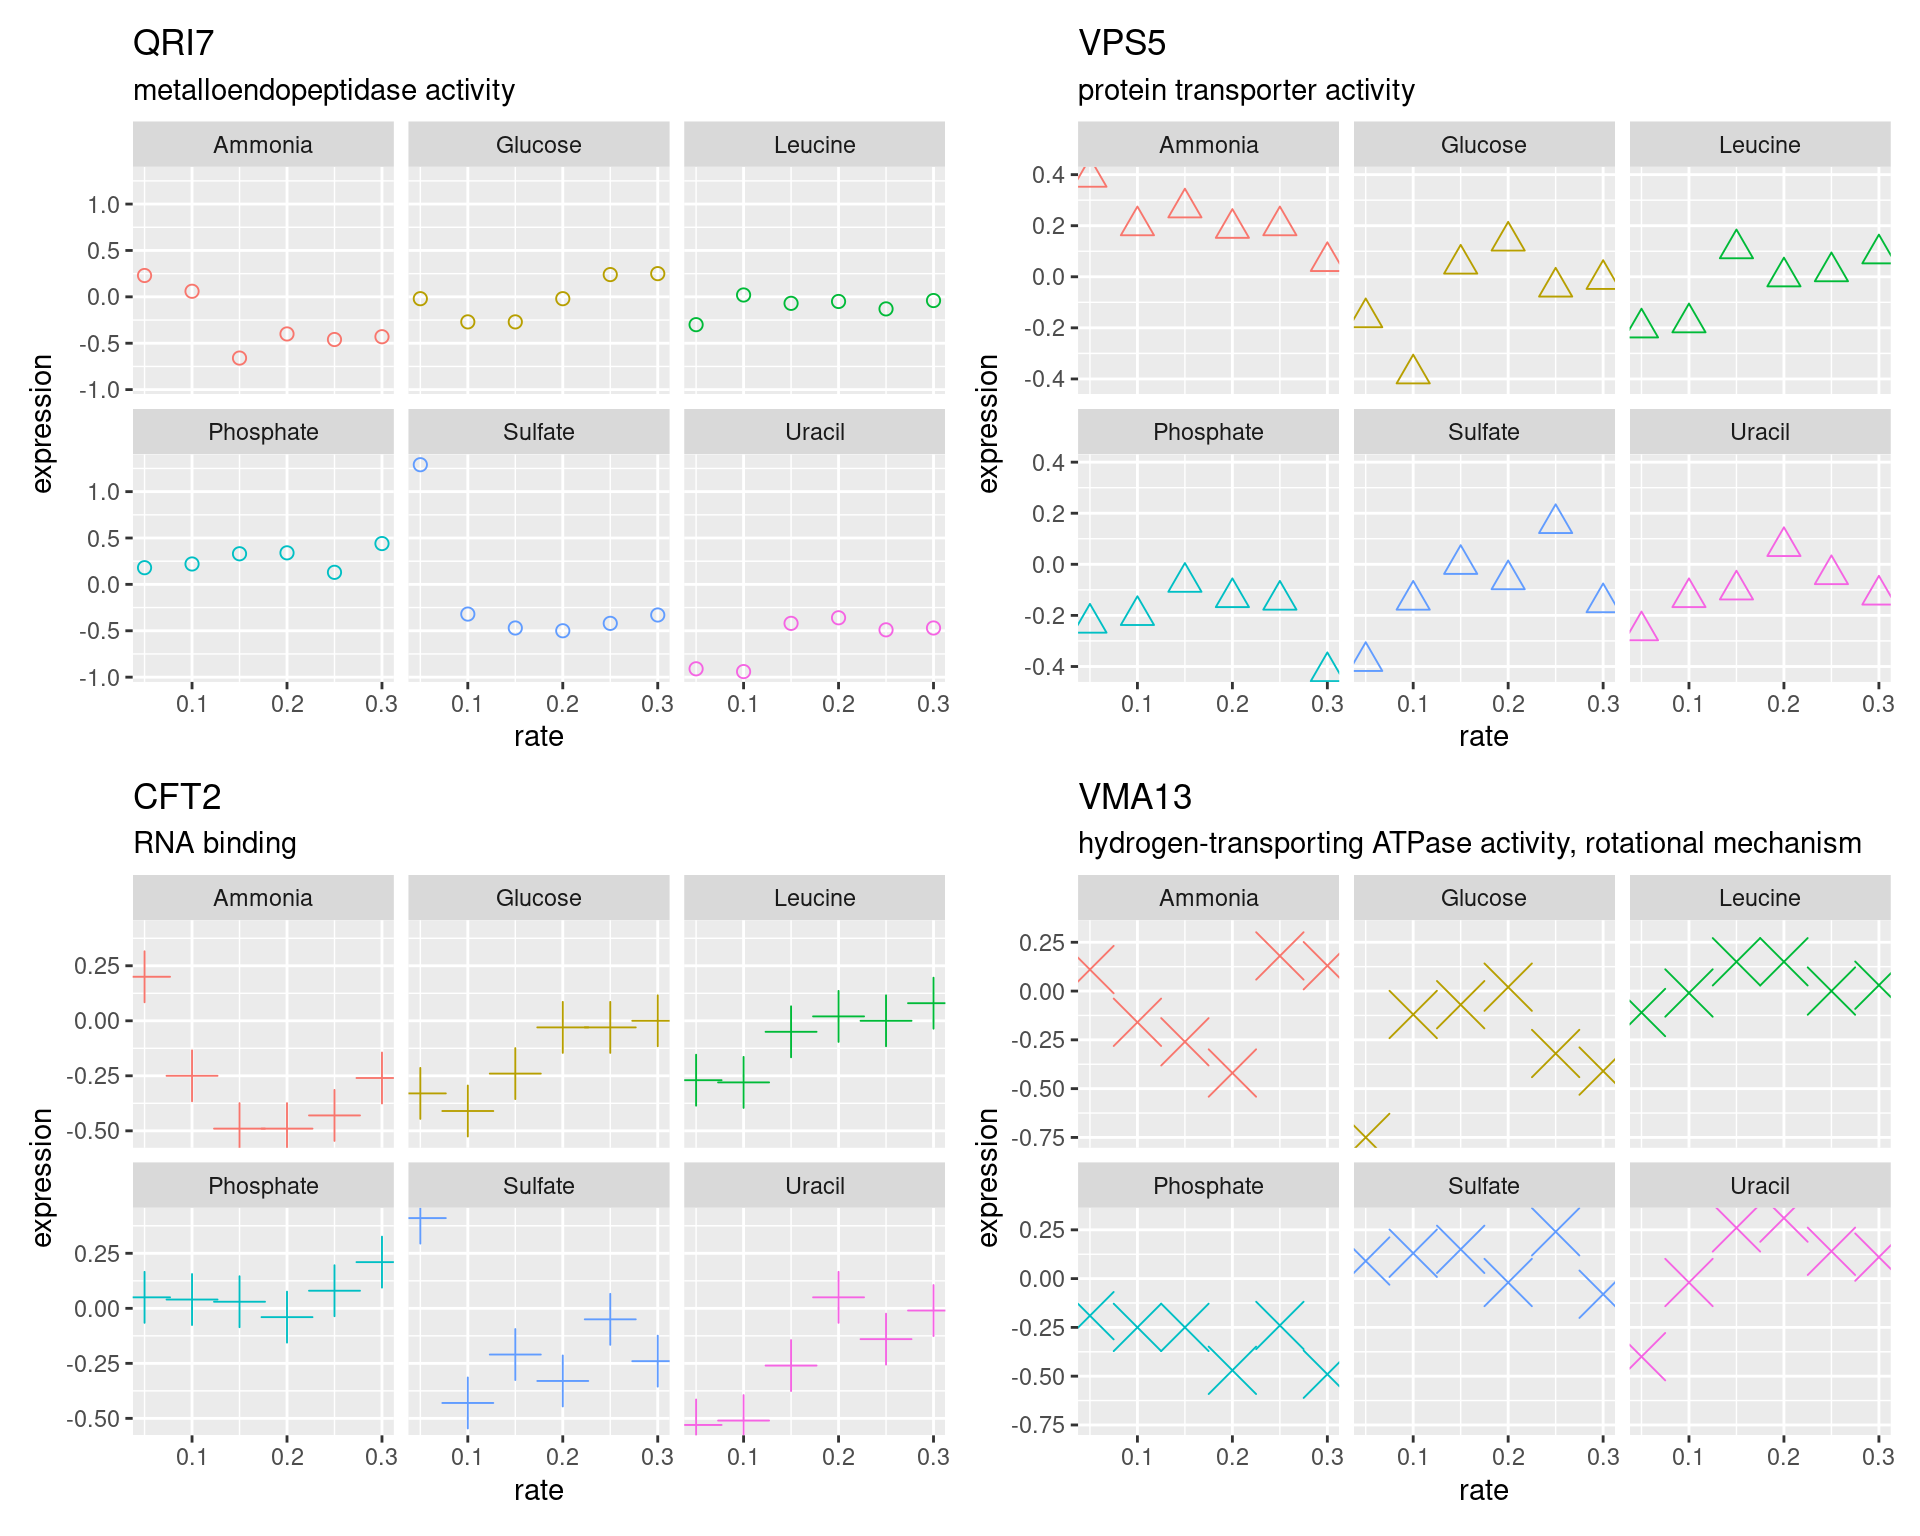 QRI7
metalloendopeptidase activity
Ammonia Glucose Leucine
1.0
0.5
0.0
-0.5
-1.0
Phosphate Sulfate Uracil
1.0
0.5
0.0
-0.5
-1.0
0.1 0.2 0.3 0.1 0.2 0.3 0.1 0.2 0.3
rate
expression
VPS5
protein transporter activity
Ammonia Glucose Leucine
0.4
0.2
0.0
-0.2
-0.4
Phosphate Sulfate Uracil
0.4
0.2
0.0
-0.2
-0.4
0.1 0.2 0.3 0.1 0.2 0.3 0.1 0.2 0.3
rate
expression
CFT2
RNA binding
Ammonia Glucose Leucine
0.25
0.00
-0.25
-0.50
Phosphate Sulfate Uracil
0.25
0.00
-0.25
-0.50
0.1 0.2 0.3 0.1 0.2 0.3 0.1 0.2 0.3
rate
expression
VMA13
hydrogen-transporting ATPase activity, rotational mechanism
Ammonia Glucose Leucine
0.25
0.00
-0.25
-0.50
-0.75
Phosphate Sulfate Uracil
0.25
0.00
-0.25
-0.50
-0.75
0.1 0.2 0.3 0.1 0.2 0.3 0.1 0.2 0.3
rate
expression